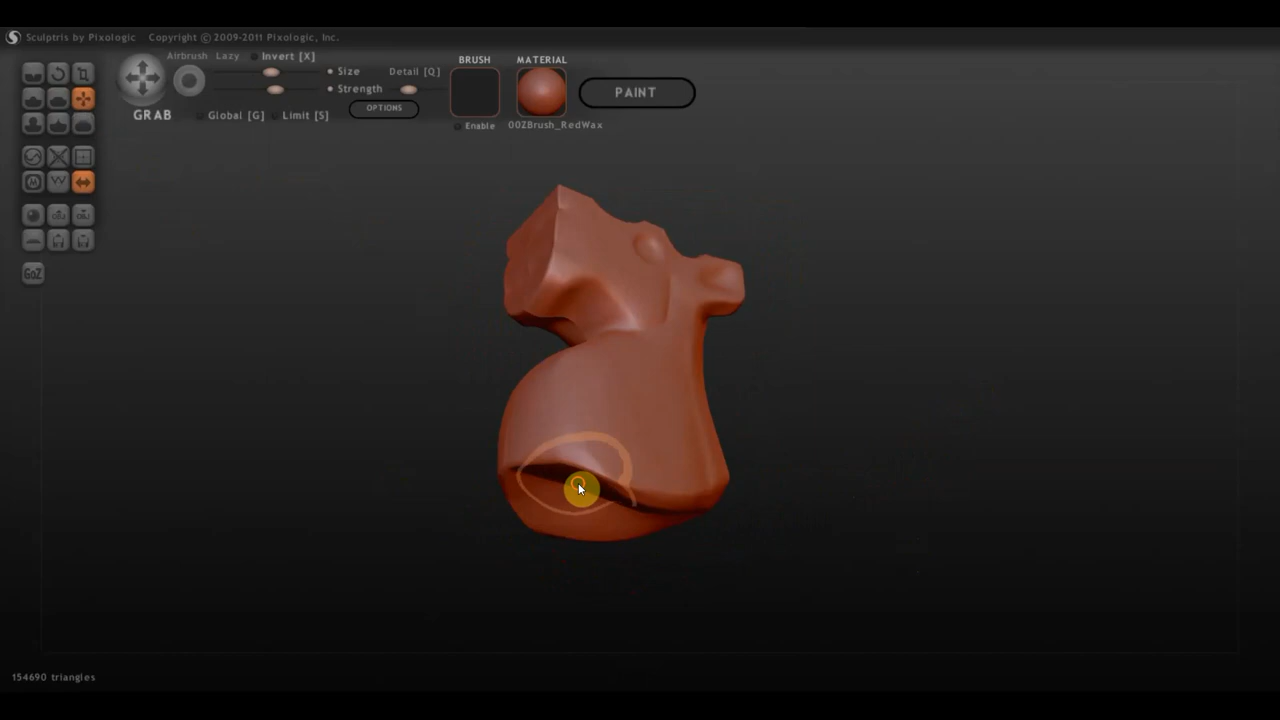 Sculptris by Pixologic Copyright © 2009-2011 Pixologic, Inc.
Airbrush Lazy Invert [X]
Size Detail [Q]
Strength
OPTIONS
GRAB Global [G] Limit [S]
BRUSH
Enable
MATERIAL
00ZBrush_RedWax
PAINT
GoZ
154690 triangles